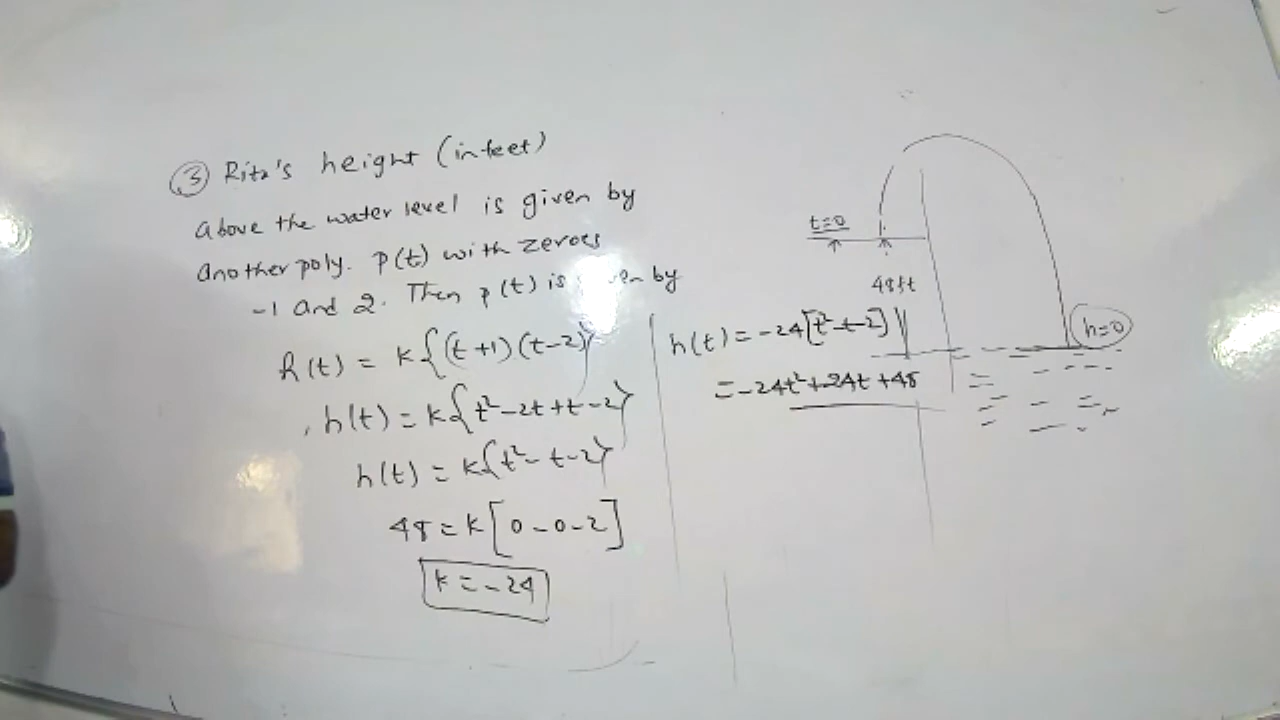 ③ Rita's height (in feet)
above the water level is given by
another poly. p(t) with zeroes
-1 and 2. Then p(t) is by
h(t) = k{(t+1)(t-2)}
h(t) = k{t²-2t+t-2}
h(t) = k{t²-t-2}
48 = k[0-0-2]
k = -24
h(t) = -24[t²-t-2]
= -24t²+24t+48
t=0
48ft
h=0